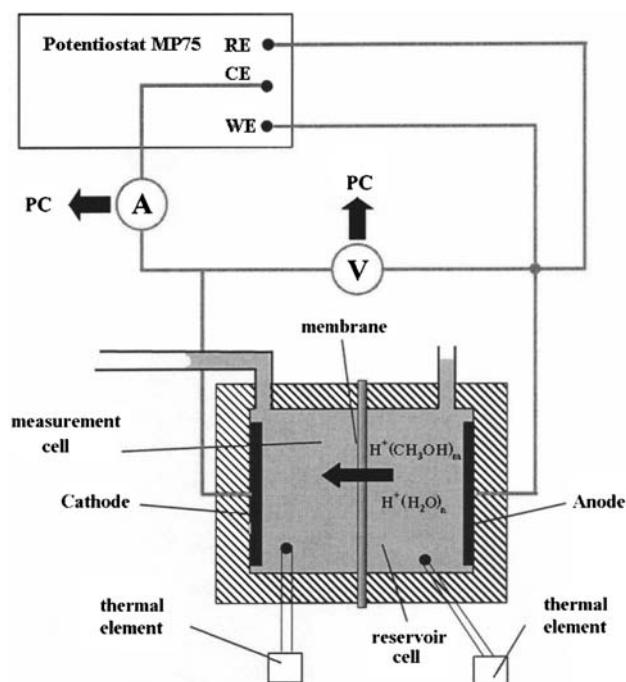 Potentiostat MP75
RE
CE
WE
PC
A
PC
V
membrane
measurement
cell
H⁺(CH₃OH)ₘ
H⁺(H₂O)ₙ
Cathode
Anode
thermal
element
reservoir
cell
thermal
element